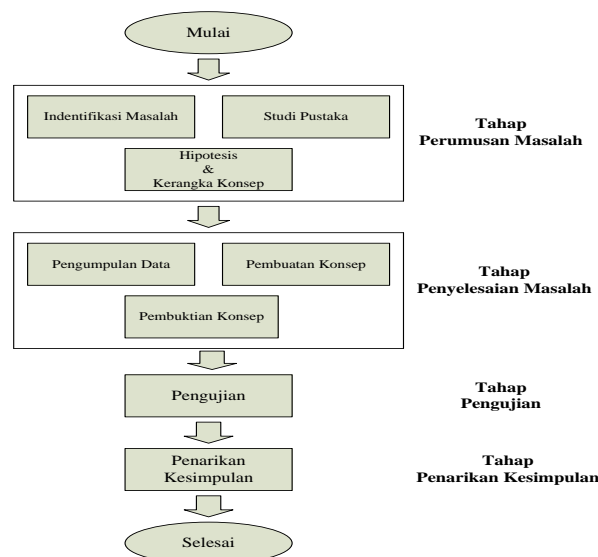 Mulai
Indentifikasi Masalah
Studi Pustaka
Hipotesis
&
Kerangka Konsep
Tahap
Perumusan Masalah
Pengumpulan Data
Pembuatan Konsep
Pembuktian Konsep
Tahap
Penyelesaian Masalah
Pengujian
Tahap
Pengujian
Penarikan
Kesimpulan
Tahap
Penarikan Kesimpulan
Selesai